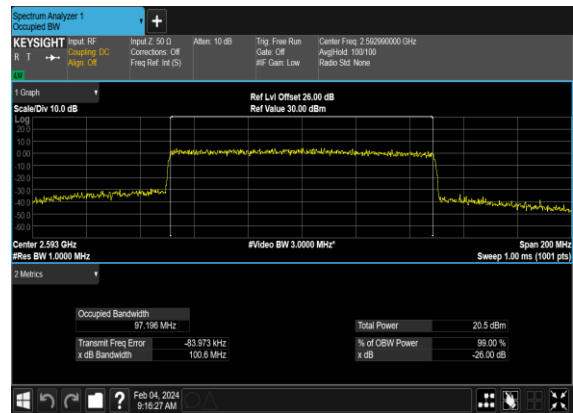 Spectrum Analyzer 1
Occupied BW
+
KEYSIGHT Input: RF Input Z: 50 Ω Atten: 10 dB Trig: Free Run Center Freq: 2.592990000 GHz
R T Coupling: DC Corrections: Off Gate: Off Avg|Hold: 100/100
Align: Off Freq Ref: Int (S) #IF Gain: Low Radio Std: None
1 Graph
Ref Lvl Offset 26.00 dB
Scale/Div 10.0 dB Ref Value 30.00 dBm
Log
20.0
10.0
0.00
-10.0
-20.0
-30.0
-40.0
-50.0
-60.0
Center 2.593 GHz #Video BW 3.0000 MHz* Span 200 MHz
#Res BW 1.0000 MHz Sweep 1.00 ms (1001 pts)
2 Metrics
Occupied Bandwidth
97.196 MHz Total Power 20.5 dBm
Transmit Freq Error -83.973 kHz % of OBW Power 99.00 %
x dB Bandwidth 100.6 MHz x dB -26.00 dB
? Feb 04, 2024
9:16:27 AM